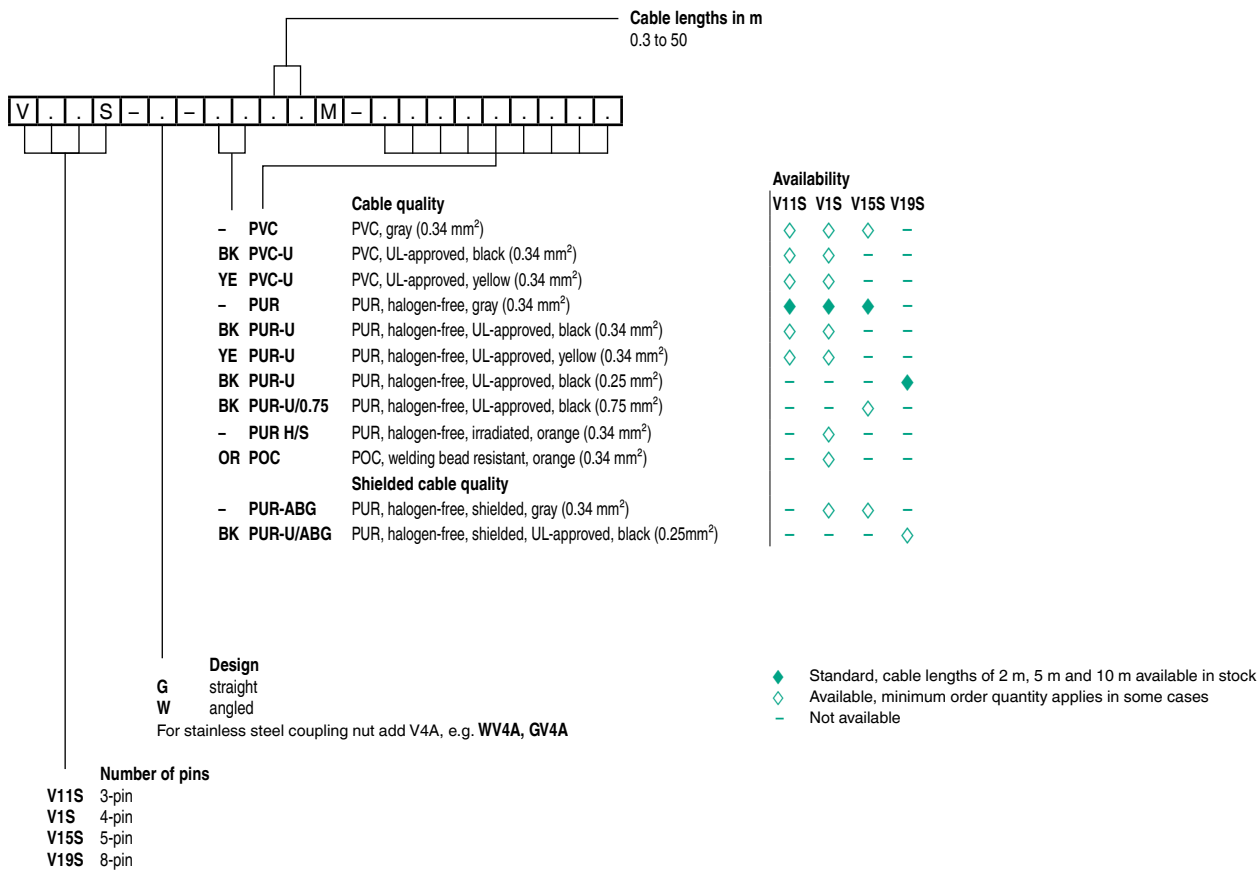 Cable lengths in m
0.3 to 50
V . . S – . – . . . . M – . . . . . . . . .
Cable quality
– PVC PVC, gray (0.34 mm²)
BK PVC-U PVC, UL-approved, black (0.34 mm²)
YE PVC-U PVC, UL-approved, yellow (0.34 mm²)
– PUR PUR, halogen-free, gray (0.34 mm²)
BK PUR-U PUR, halogen-free, UL-approved, black (0.34 mm²)
YE PUR-U PUR, halogen-free, UL-approved, yellow (0.34 mm²)
BK PUR-U PUR, halogen-free, UL-approved, black (0.25 mm²)
BK PUR-U/0.75 PUR, halogen-free, UL-approved, black (0.75 mm²)
– PUR H/S PUR, halogen-free, irradiated, orange (0.34 mm²)
OR POC POC, welding bead resistant, orange (0.34 mm²)
Shielded cable quality
– PUR-ABG PUR, halogen-free, shielded, gray (0.34 mm²)
BK PUR-U/ABG PUR, halogen-free, shielded, UL-approved, black (0.25mm²)
Availability
V11S V1S V15S V19S
◇ ◇ ◇ –
◇ ◇ – –
◇ ◇ – –
◆ ◆ ◆ –
◇ ◇ – –
◇ ◇ – –
– – – ◆
– – ◇ –
– ◇ – –
– ◇ – –
– ◇ ◇ –
– – – ◇
Design
G straight
W angled
For stainless steel coupling nut add V4A, e.g. WV4A, GV4A
◆ Standard, cable lengths of 2 m, 5 m and 10 m available in stock
◇ Available, minimum order quantity applies in some cases
– Not available
Number of pins
V11S 3-pin
V1S 4-pin
V15S 5-pin
V19S 8-pin